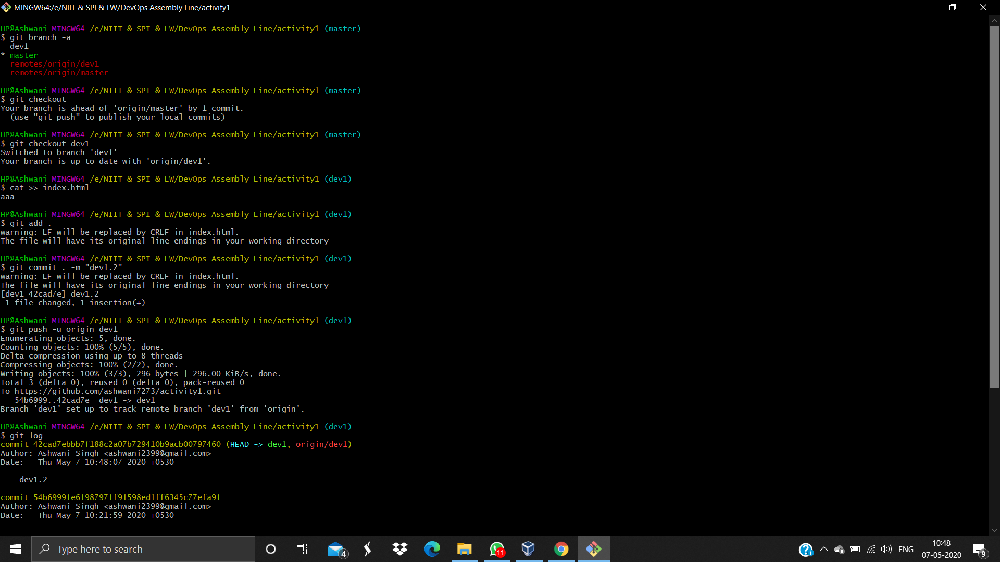 MINGW64:/e/NIIT & SPI & LW/DevOps Assembly Line/activity1
HP@Ashwani MINGW64 /e/NIIT & SPI & LW/DevOps Assembly Line/activity1 (master)
$ git branch -a
  dev1
* master
  remotes/origin/dev1
  remotes/origin/master
HP@Ashwani MINGW64 /e/NIIT & SPI & LW/DevOps Assembly Line/activity1 (master)
$ git checkout
Your branch is ahead of 'origin/master' by 1 commit.
  (use "git push" to publish your local commits)
HP@Ashwani MINGW64 /e/NIIT & SPI & LW/DevOps Assembly Line/activity1 (master)
$ git checkout dev1
Switched to branch 'dev1'
Your branch is up to date with 'origin/dev1'.
HP@Ashwani MINGW64 /e/NIIT & SPI & LW/DevOps Assembly Line/activity1 (dev1)
$ cat >> index.html
aaa
HP@Ashwani MINGW64 /e/NIIT & SPI & LW/DevOps Assembly Line/activity1 (dev1)
$ git add .
warning: LF will be replaced by CRLF in index.html.
The file will have its original line endings in your working directory
HP@Ashwani MINGW64 /e/NIIT & SPI & LW/DevOps Assembly Line/activity1 (dev1)
$ git commit . -m "dev1.2"
warning: LF will be replaced by CRLF in index.html.
The file will have its original line endings in your working directory
[dev1 42cad7e] dev1.2
 1 file changed, 1 insertion(+)
HP@Ashwani MINGW64 /e/NIIT & SPI & LW/DevOps Assembly Line/activity1 (dev1)
$ git push -u origin dev1
Enumerating objects: 5, done.
Counting objects: 100% (5/5), done.
Delta compression using up to 8 threads
Compressing objects: 100% (2/2), done.
Writing objects: 100% (3/3), 296 bytes | 296.00 KiB/s, done.
Total 3 (delta 0), reused 0 (delta 0), pack-reused 0
To https://github.com/ashwani7273/activity1.git
   54b6999..42cad7e  dev1 -> dev1
Branch 'dev1' set up to track remote branch 'dev1' from 'origin'.
HP@Ashwani MINGW64 /e/NIIT & SPI & LW/DevOps Assembly Line/activity1 (dev1)
$ git log
commit 42cad7ebbb7f188c2a07b729410b9acb00797460 (HEAD -> dev1, origin/dev1)
Author: Ashwani Singh <ashwani2399@gmail.com>
Date:   Thu May 7 10:48:07 2020 +0530
    dev1.2
commit 54b69991e61987971f91598ed1ff6345c77efa91
Author: Ashwani Singh <ashwani2399@gmail.com>
Date:   Thu May 7 10:21:59 2020 +0530
Type here to search
4
11
ENG
10:48
07-05-2020
9